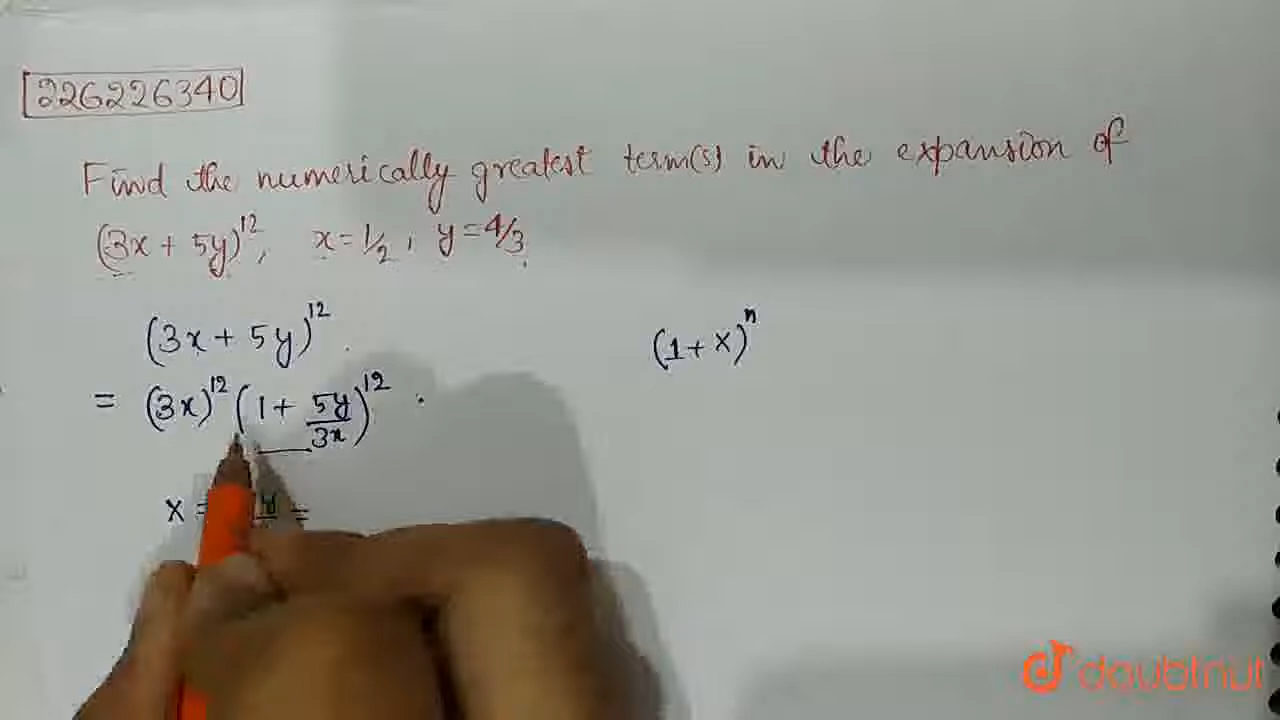 226226340
Find the numerically greatest term(s) in the expansion of
(3x + 5y)^12, x = 1/2, y = 4/3
(3x + 5y)^12
(1 + x)^n
= (3x)^12 (1 + 5y/3x)^12
x = y =
doubtnut